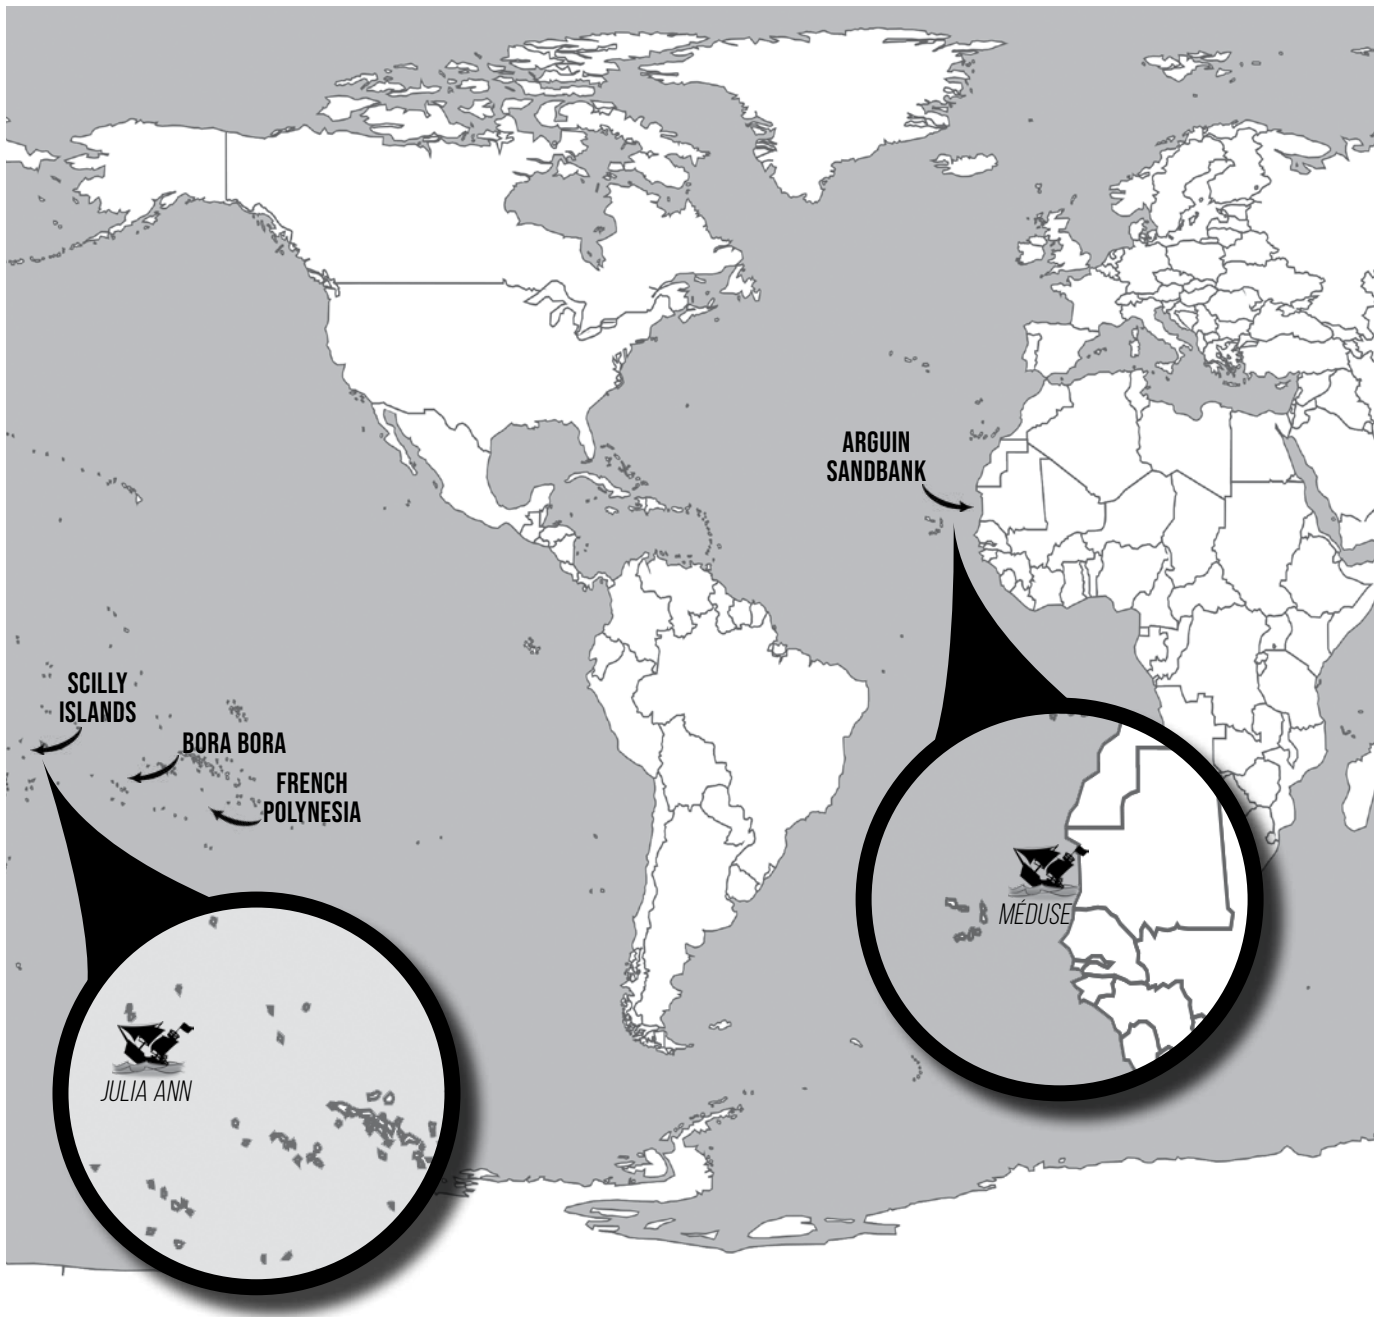 ARGUIN
SANDBANK
SCILLY
ISLANDS
BORA BORA
FRENCH
POLYNESIA
MÉDUSE
JULIA ANN